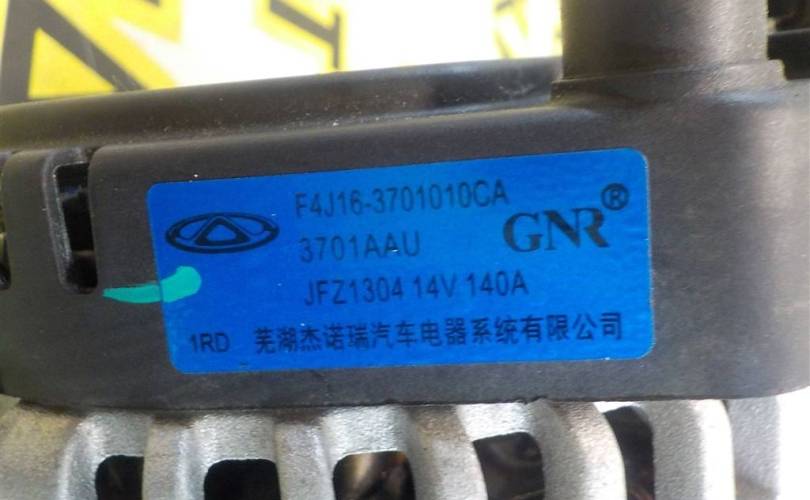 F4J16-3701010CA
3701AAU
GNR®
JFZ1304 14V 140A
1RD 芜湖杰诺瑞汽车电器系统有限公司